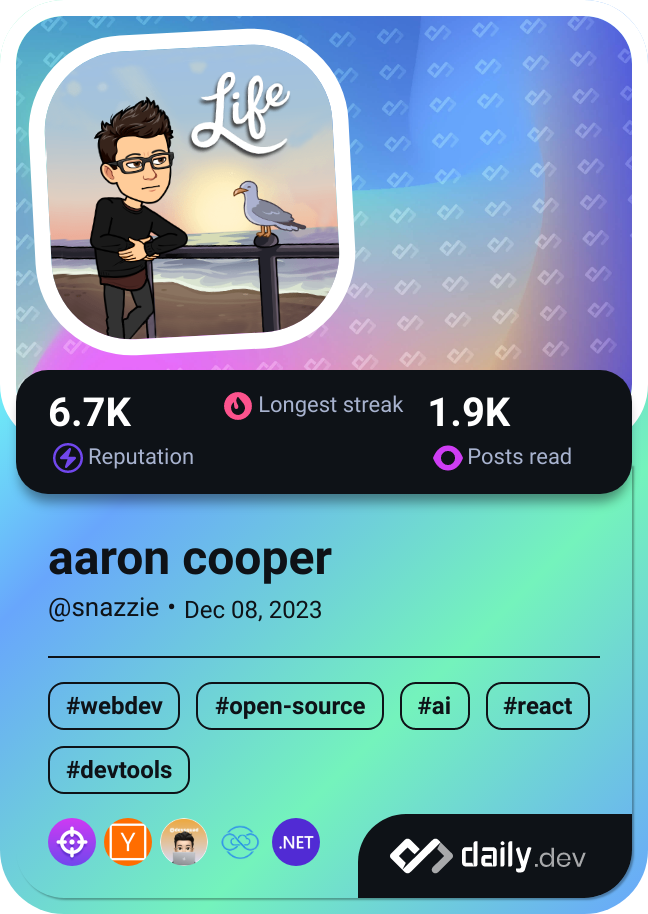 Life
6.7K
Reputation
Longest streak
1.9K
Posts read
aaron cooper
@snazzie • Dec 08, 2023
#webdev #open-source #ai #react
#devtools
Y .NET
daily.dev